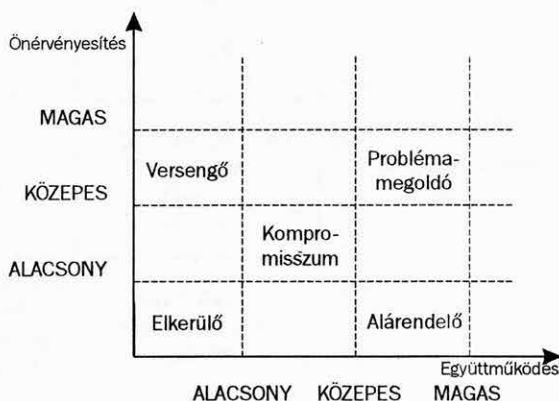 Önérvényesítés
MAGAS
Versengő
Probléma-
megoldó
KÖZEPES
Kompro-
misszum
ALACSONY
Elkerülő
Alárendelő
Együttműködés
ALACSONY KÖZEPES MAGAS